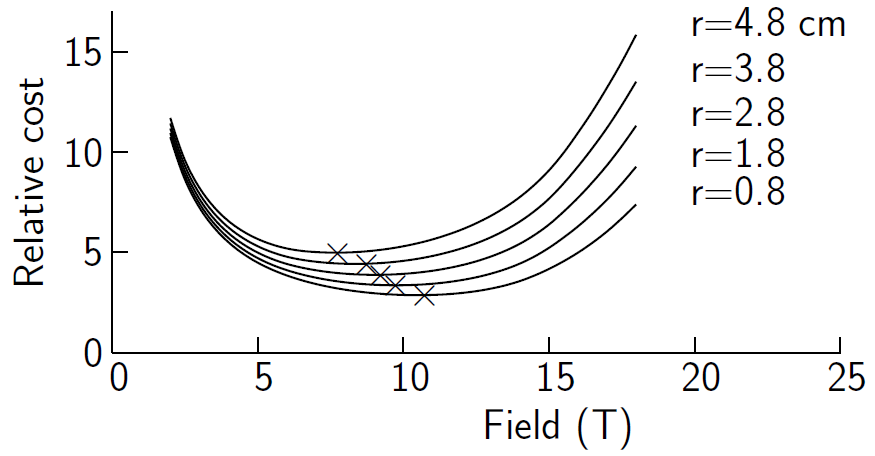 r=4.8 cm
15
r=3.8
r=2.8
10
r=1.8
r=0.8
Relative cost
5
0
0 5 10 15 20 25
Field (T)